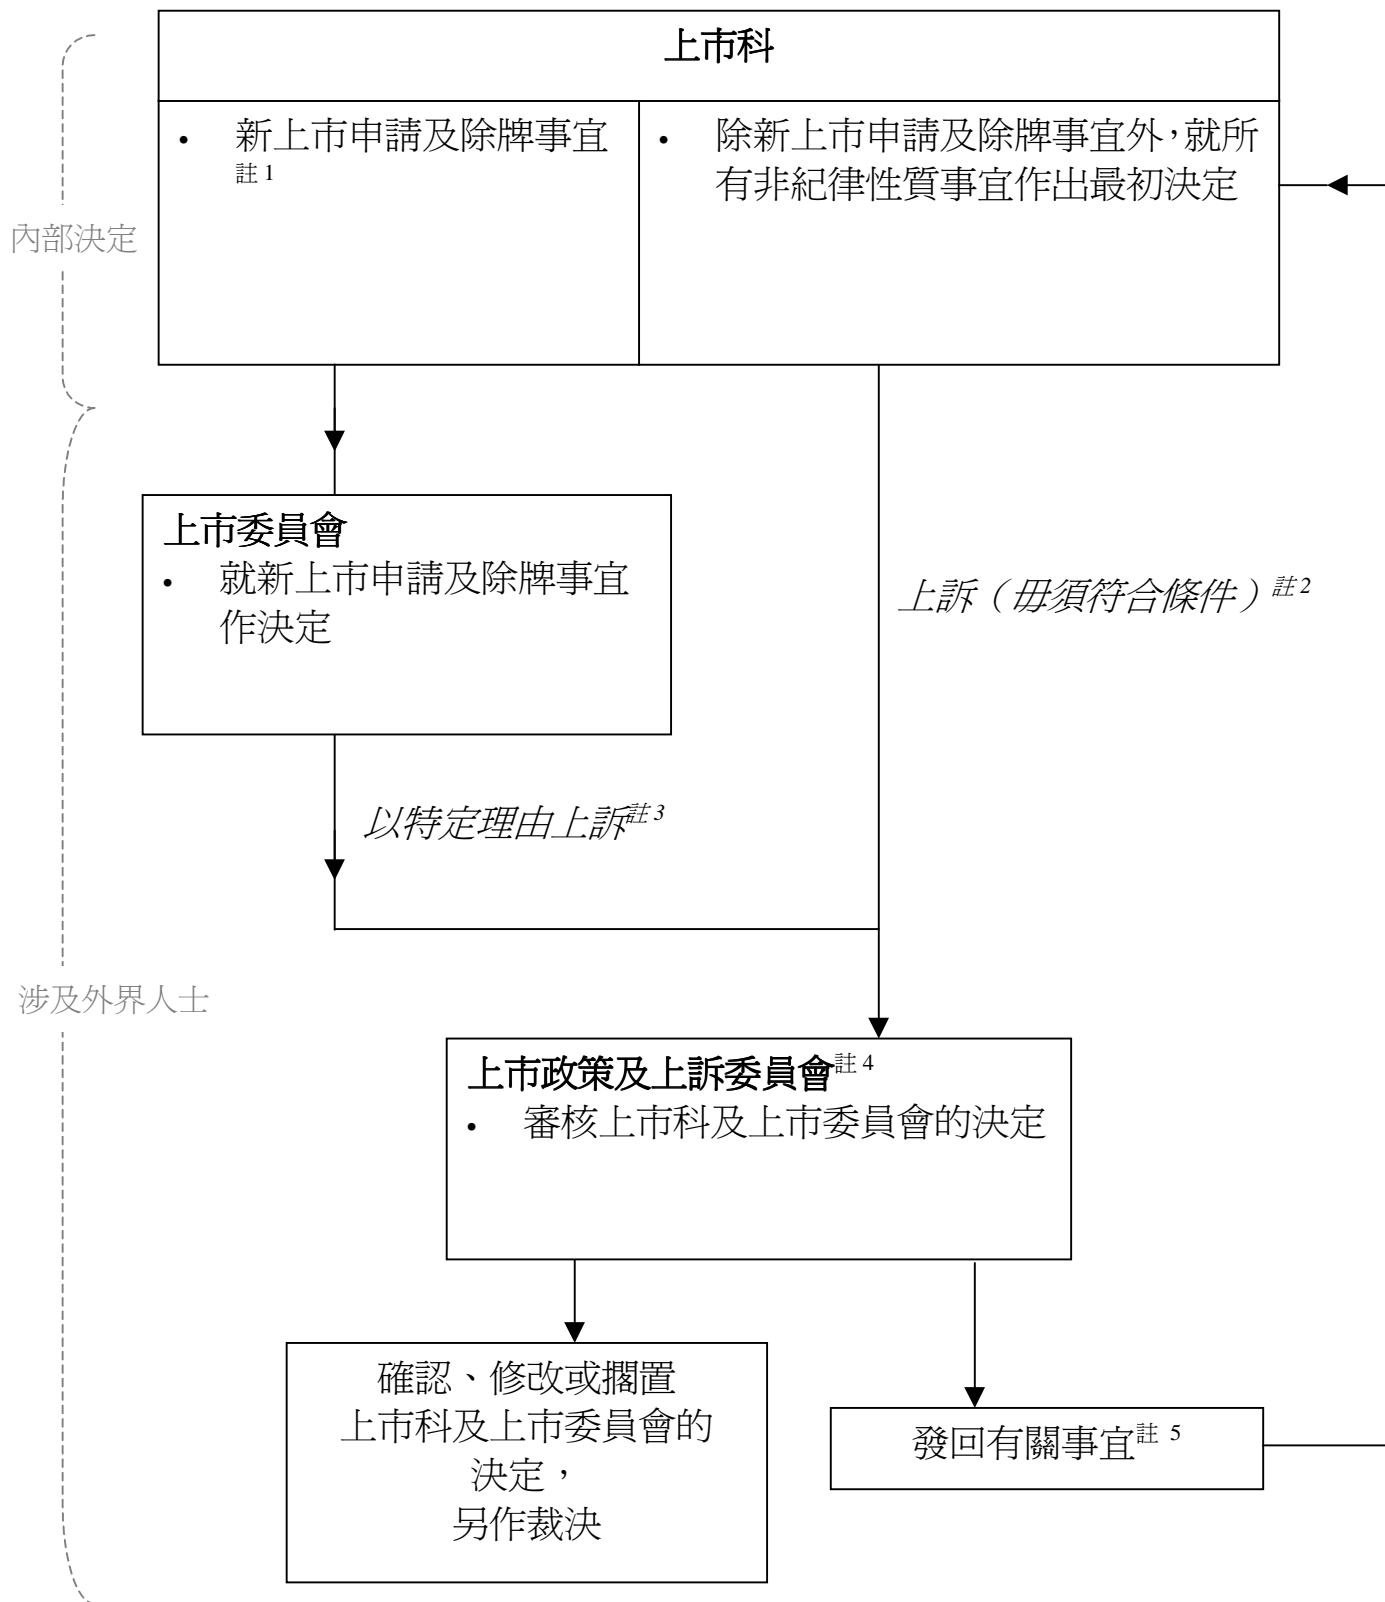 上市科
• 新上市申請及除牌事宜
註 1
• 除新上市申請及除牌事宜外，就所
有非紀律性質事宜作出最初決定
內部決定
上市委員會
• 就新上市申請及除牌事宜
作決定
上訴（毋須符合條件）註 2
以特定理由上訴註 3
涉及外界人士
上市政策及上訴委員會註 4
• 審核上市科及上市委員會的決定
確認、修改或擱置
上市科及上市委員會的
決定，
另作裁決
發回有關事宜註 5